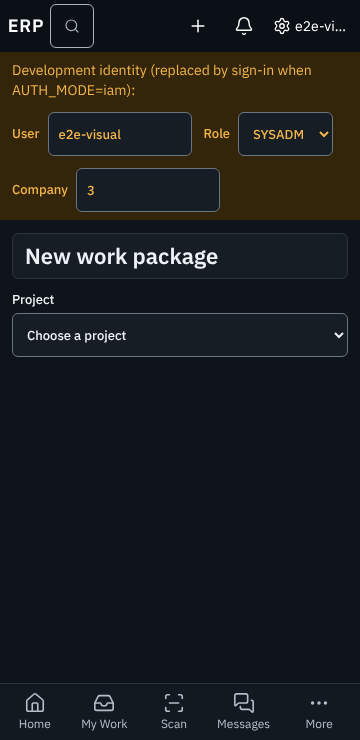 ERP
e2e-vi...
Development identity (replaced by sign-in when
AUTH_MODE=iam):
User e2e-visual Role SYSADM
Company 3
New work package
Project
Choose a project
Home My Work Scan Messages More